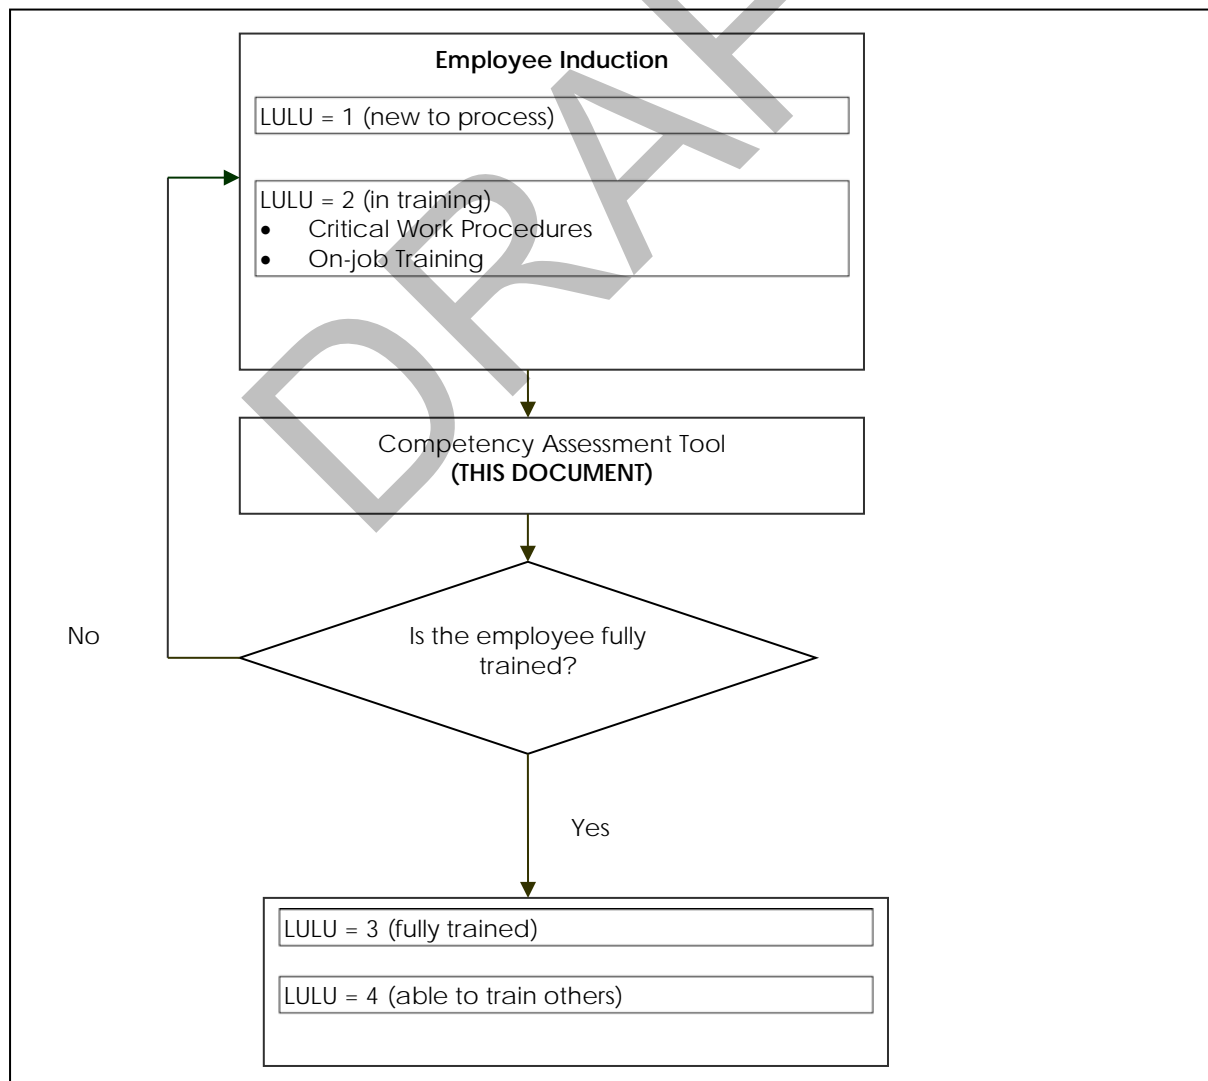 Employee Induction
LULU = 1 (new to process)
LULU = 2 (in training)
• Critical Work Procedures
• On-job Training
Competency Assessment Tool
(THIS DOCUMENT)
Is the employee fully
trained?
No
Yes
LULU = 3 (fully trained)
LULU = 4 (able to train others)